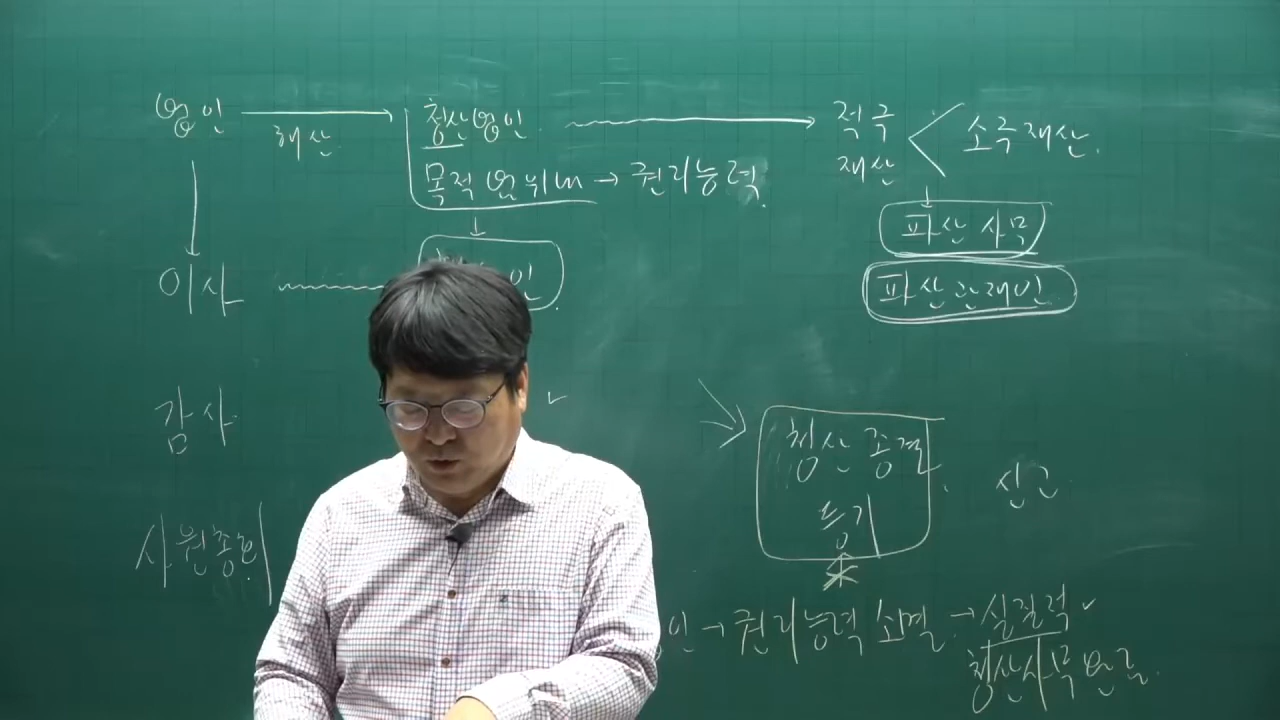 법인
해산
청산법인
목적 범위 내 → 권리능력
적극
재산
소극재산
파산 사무
파산관재인
이사
인
감사
사원총회
청산 종결
등기
신고
인 → 권리능력 소멸 → 실질적
청산사무 완료